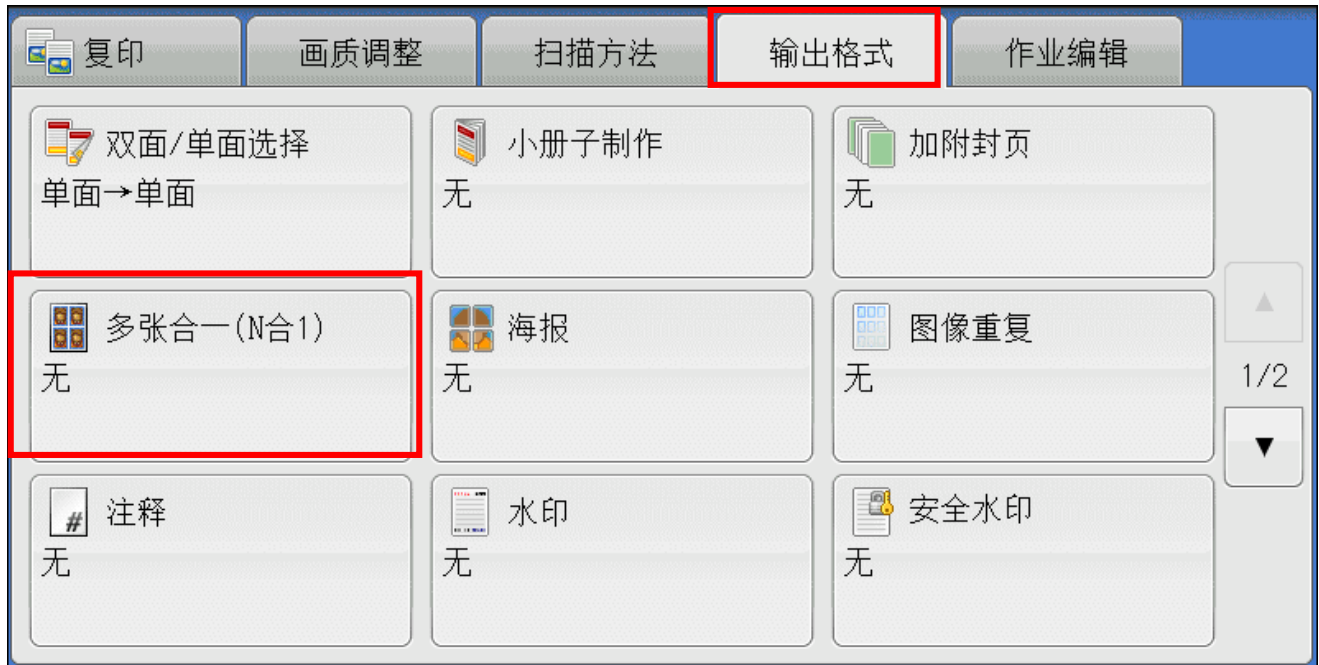 复印
画质调整
扫描方法
输出格式
作业编辑
双面/单面选择
单面→单面
小册子制作
无
加附封页
无
多张合一(N合1)
无
海报
无
图像重复
无
▲
1/2
▼
#
注释
无
水印
无
安全水印
无